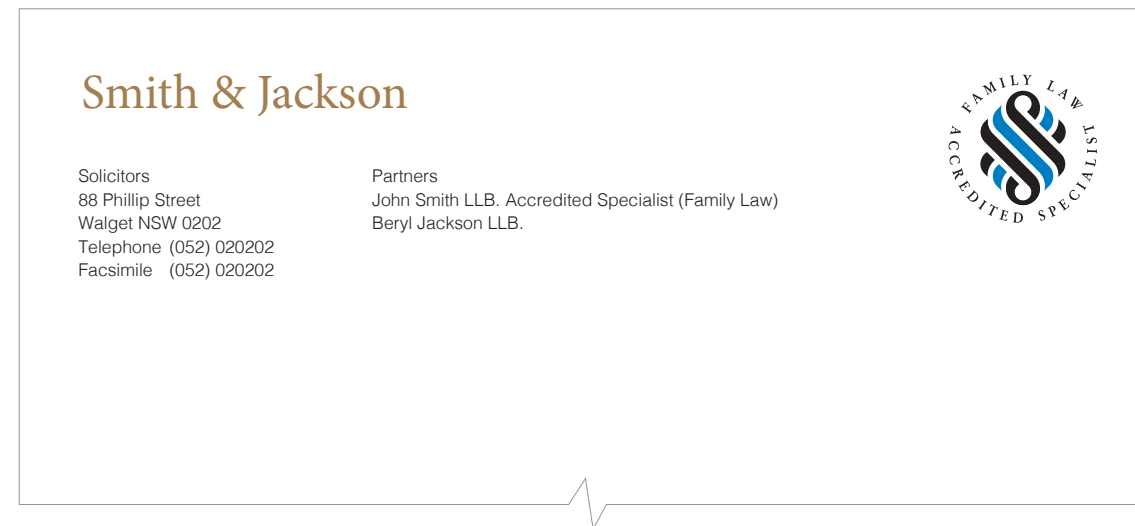 Smith & Jackson
FAMILY LAW
ACCREDITED SPECIALIST
Solicitors
88 Phillip Street
Walget NSW 0202
Telephone (052) 020202
Facsimile (052) 020202
Partners
John Smith LLB. Accredited Specialist (Family Law)
Beryl Jackson LLB.